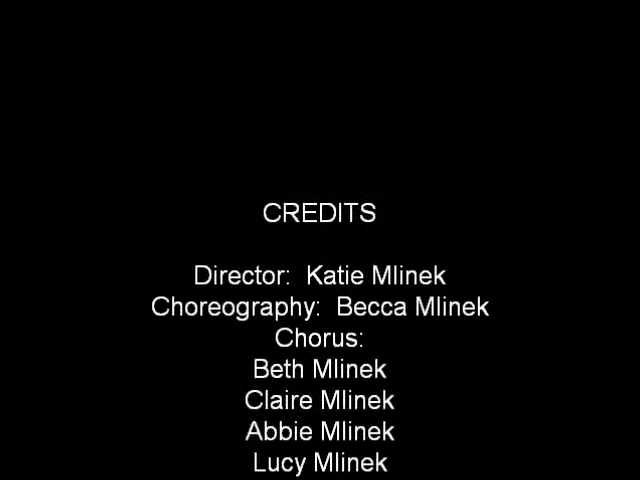 CREDITS
Director:  Katie Mlinek
Choreography:  Becca Mlinek
Chorus:
Beth Mlinek
Claire Mlinek
Abbie Mlinek
Lucy Mlinek